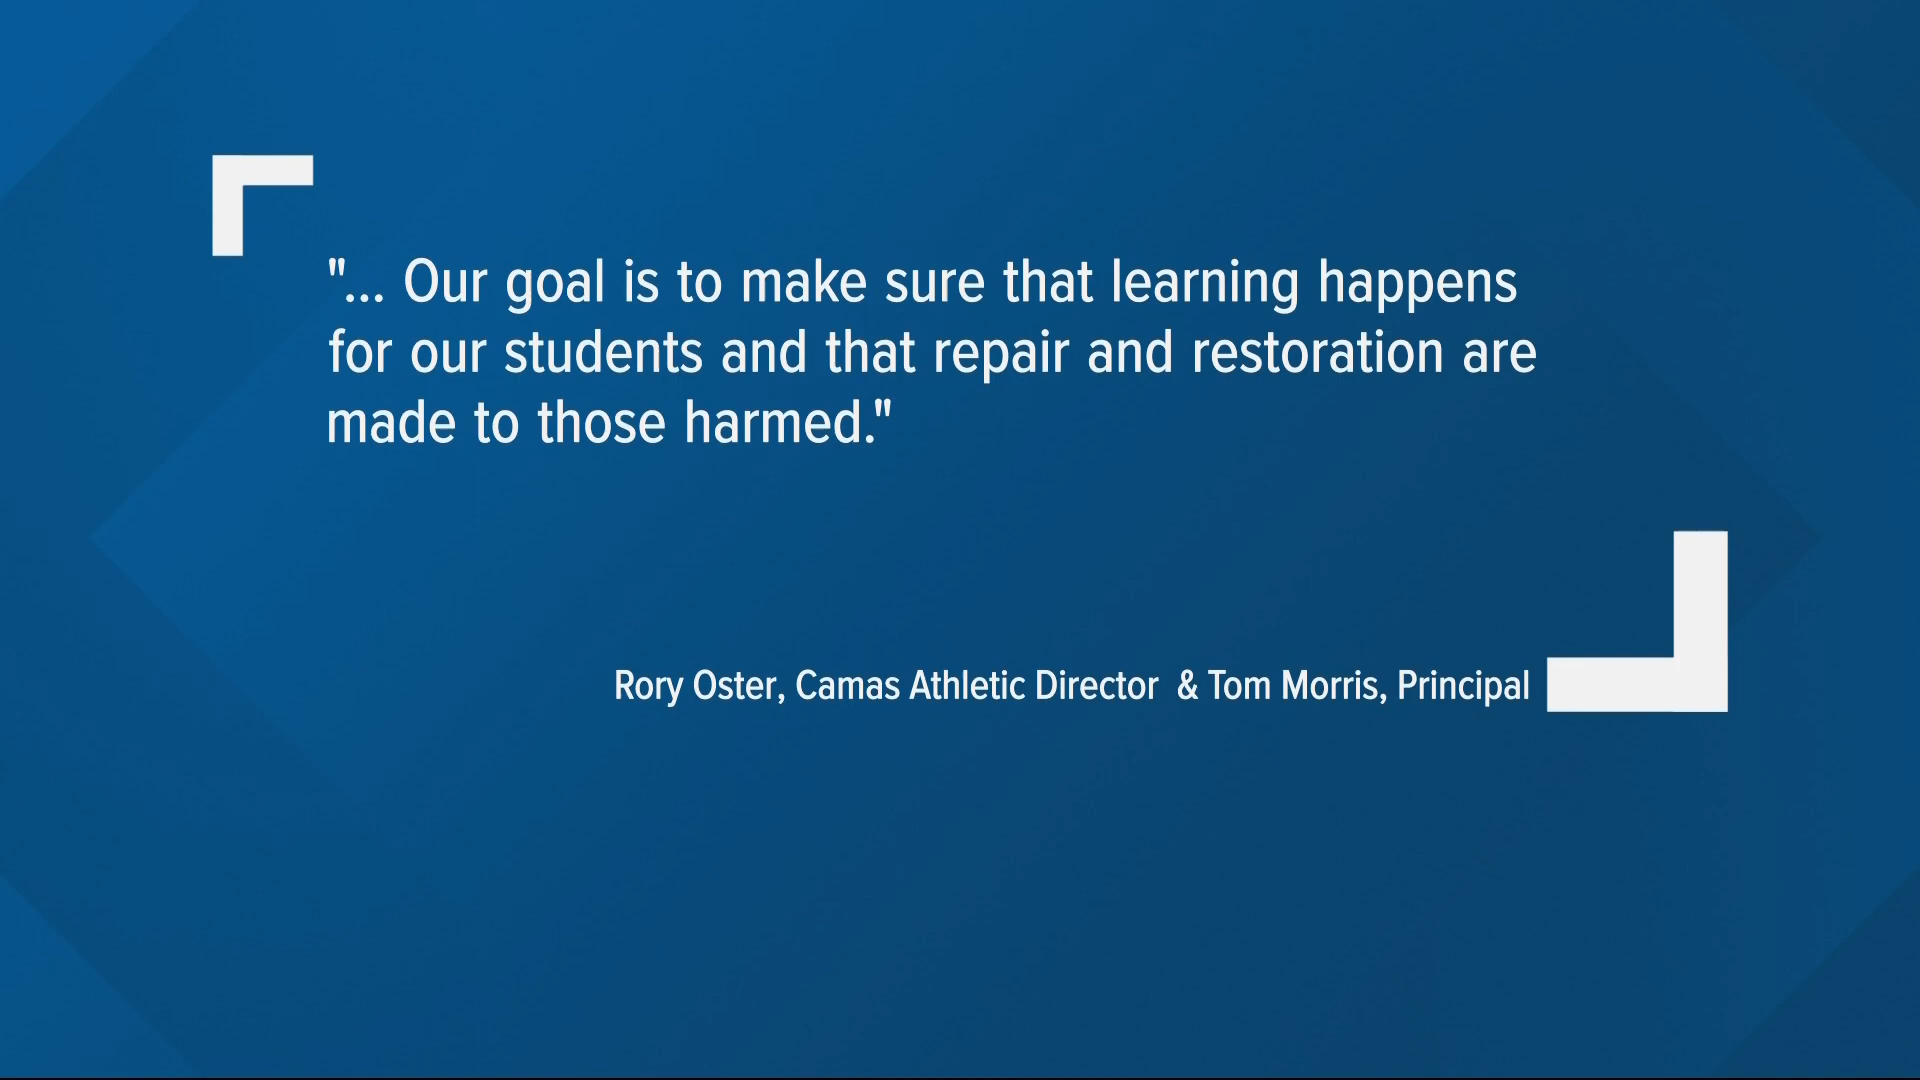 "... Our goal is to make sure that learning happens
for our students and that repair and restoration are
made to those harmed."
Rory Oster, Camas Athletic Director  & Tom Morris, Principal